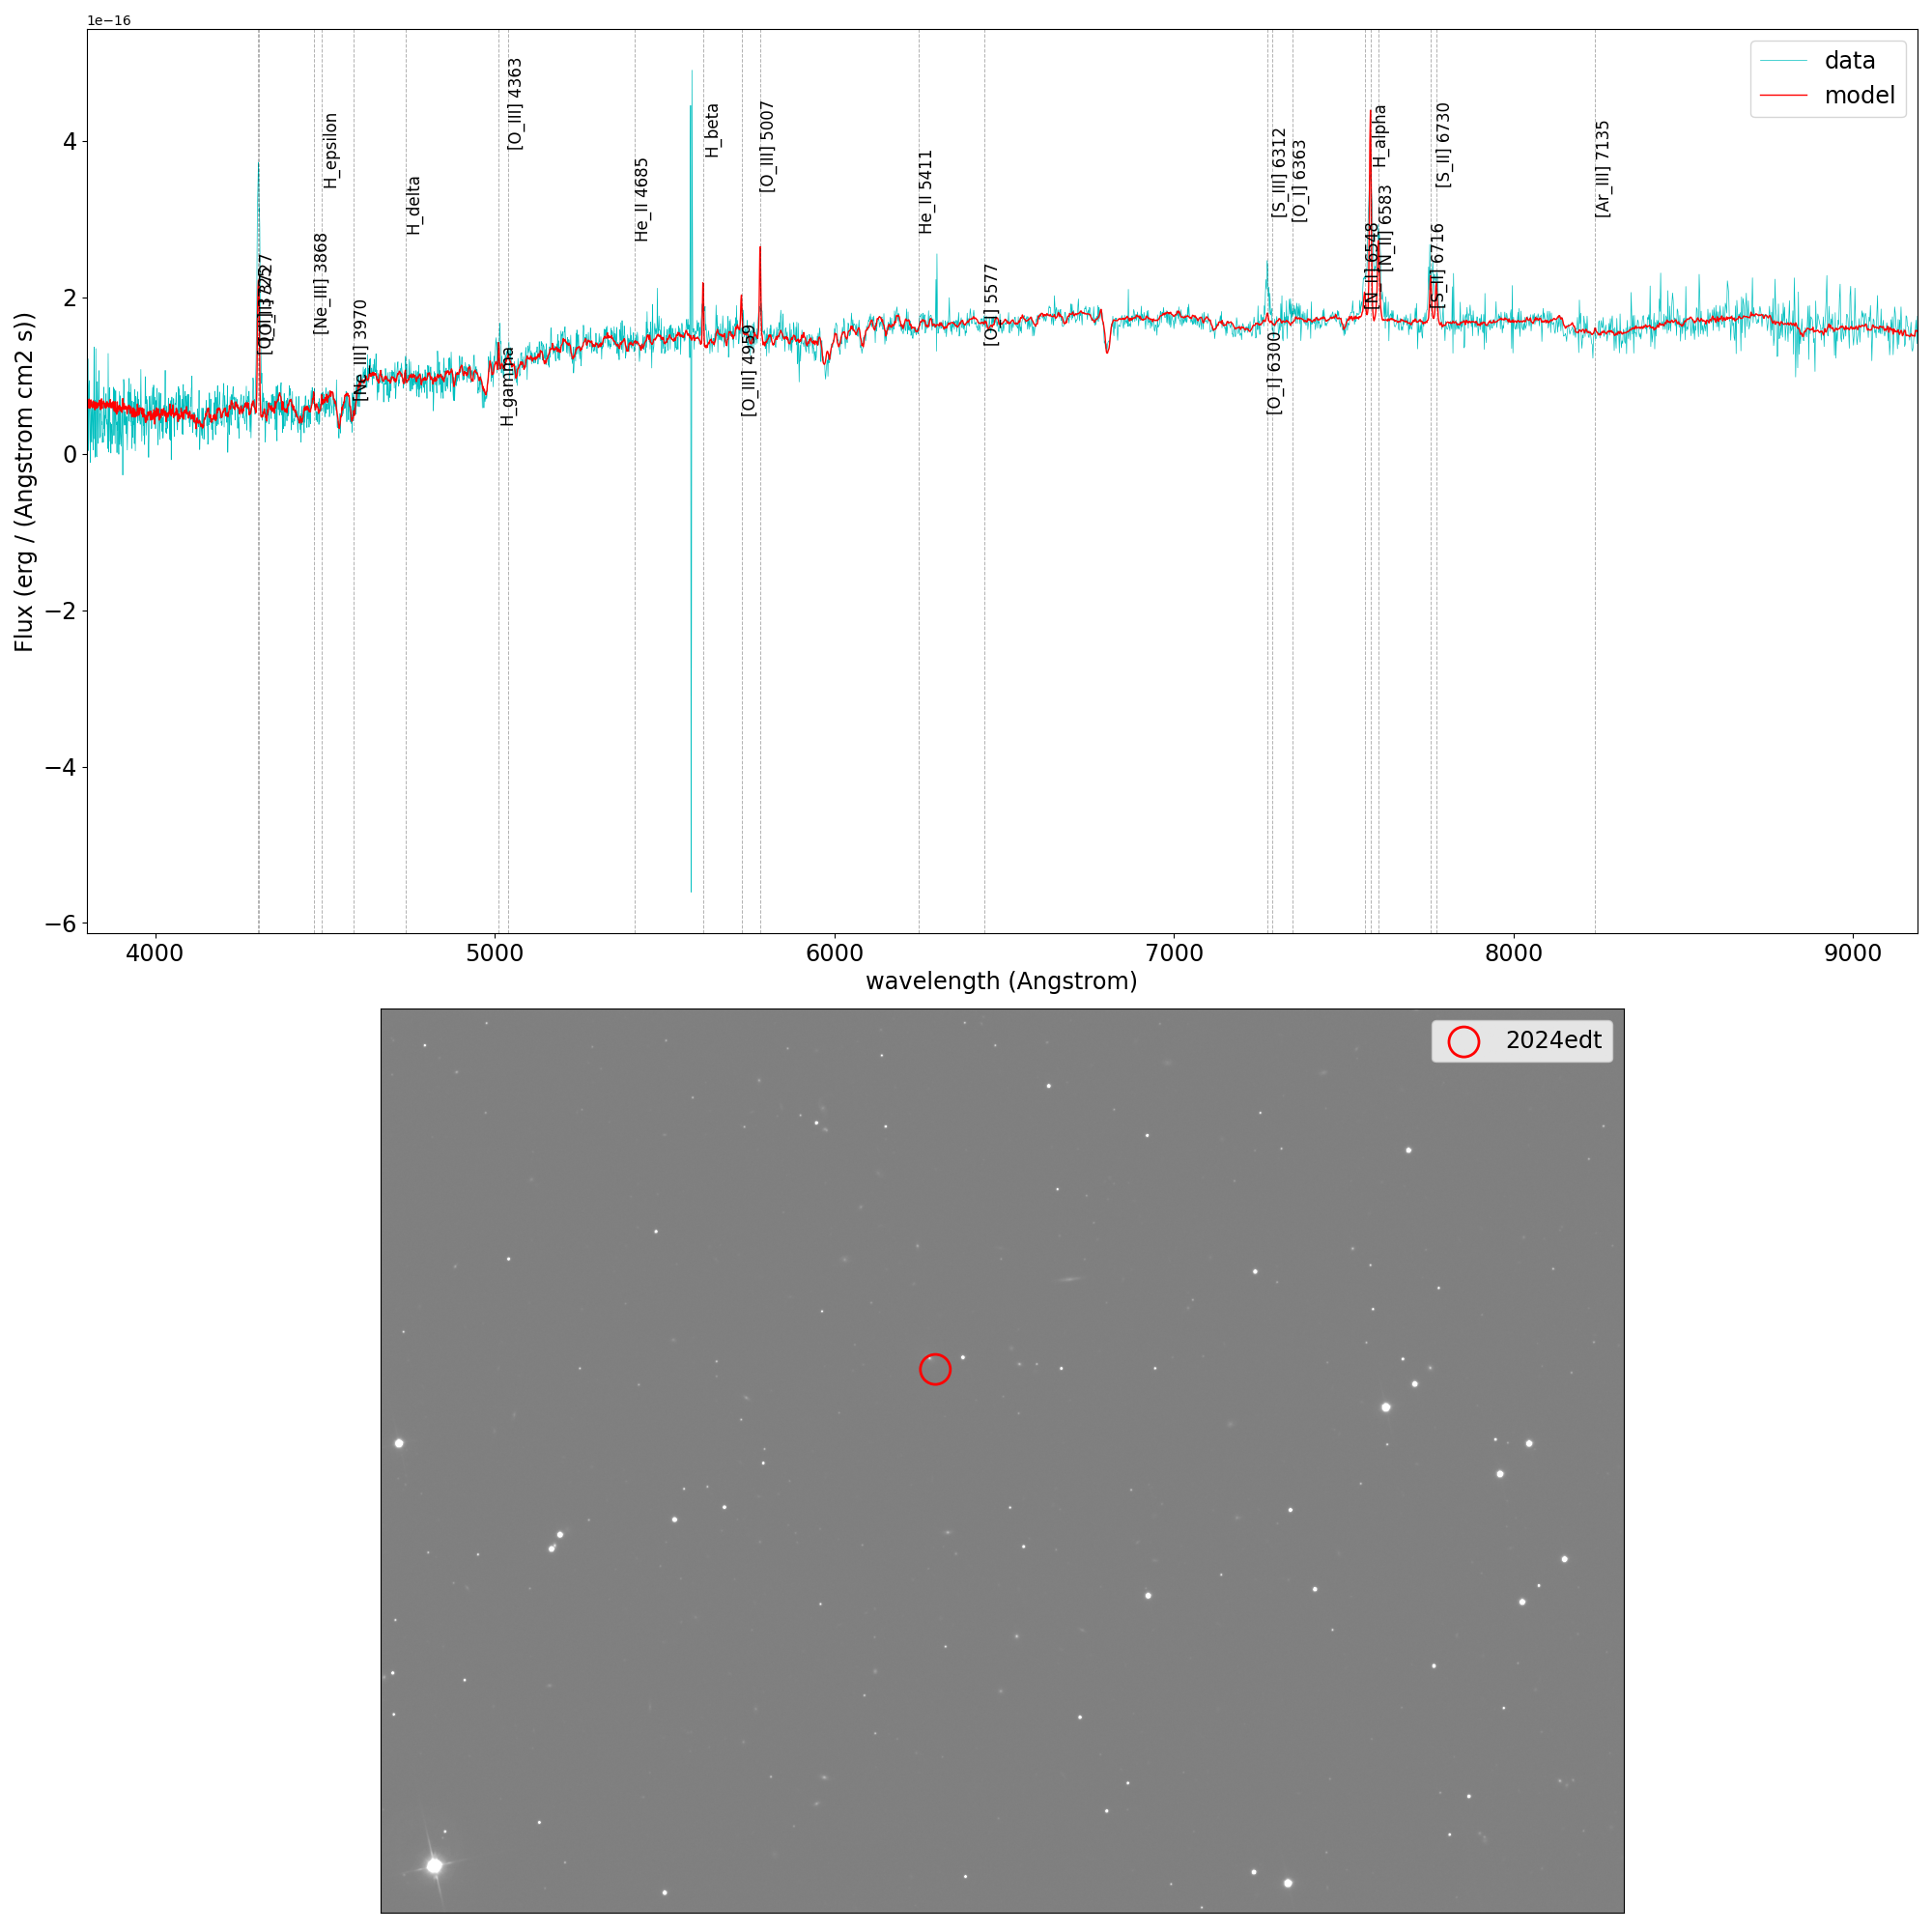 1e−16
data
model
[O_III] 4363
H_beta
[O_III] 5007
[S_II] 6730
H_alpha
H_epsilon
[Ar_III] 7135
[S_III] 6312
[O_I] 6363
He_II 5411
He_II 4685
H_delta
[N_II] 6583
[N_II] 6548
[S_II] 6716
[Ne_III] 3868
[O_I] 5577
[Ne_III] 3970
[O_III] 4959
[O_I] 6300
H_gamma
4
2
0
−2
−4
−6
Flux (erg / (Angstrom cm2 s))
4000 5000 6000 7000 8000 9000
wavelength (Angstrom)
2024edt